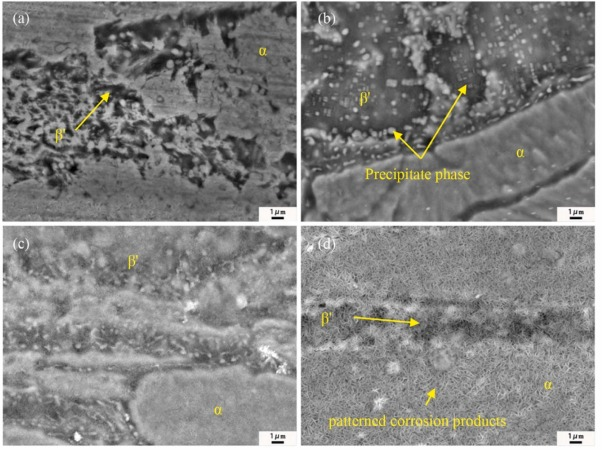 (a)
α
β'
1 μm
(b)
β'
α
Precipitate phase
1 μm
(c)
β'
α
1 μm
(d)
β'
α
patterned corrosion products
1 μm